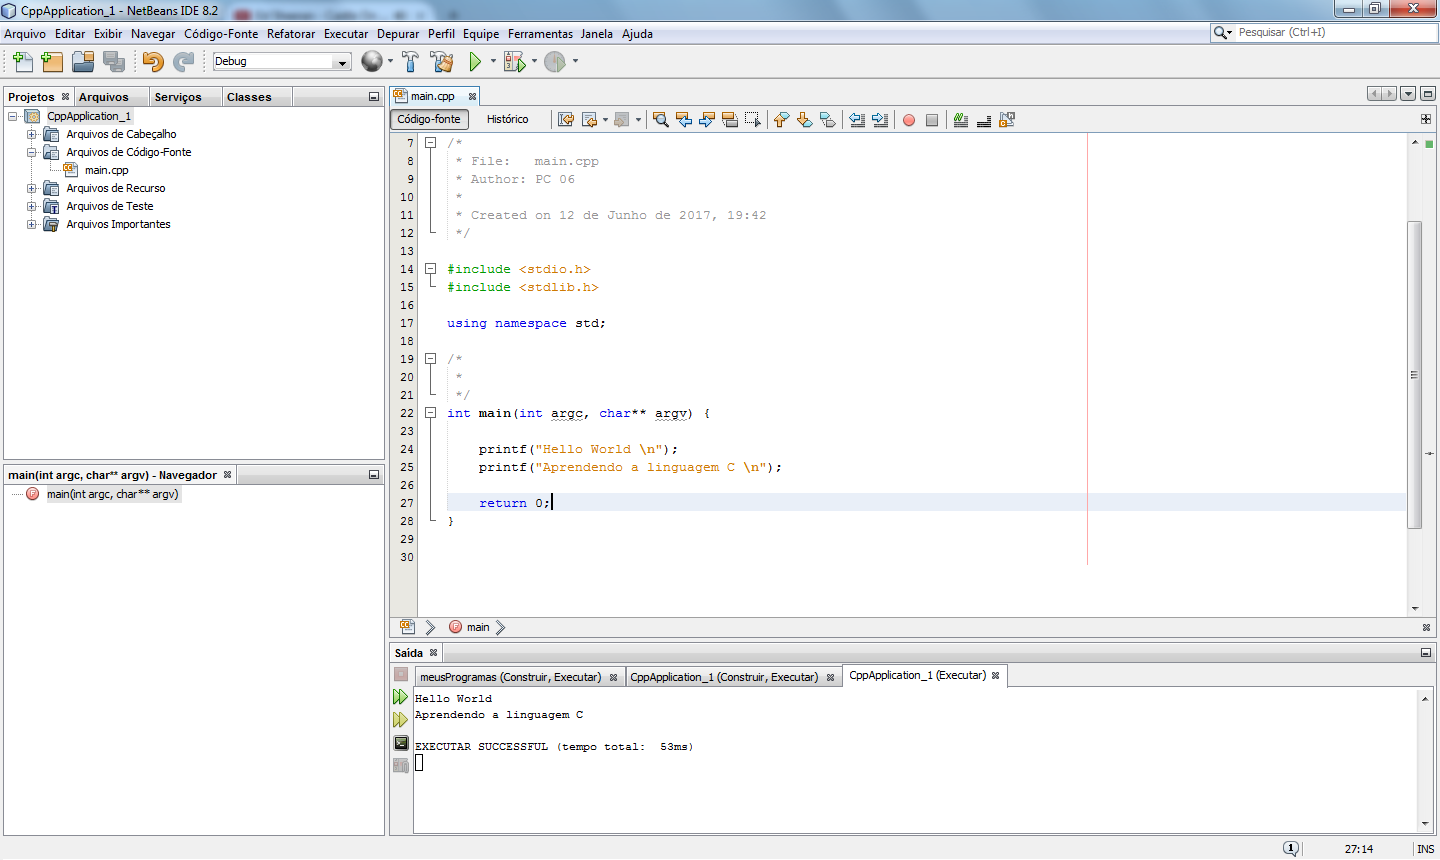 CppApplication_1 - NetBeans IDE 8.2
Arquivo Editar Exibir Navegar Código-Fonte Refatorar Executar Depurar Perfil Equipe Ferramentas Janela Ajuda
Pesquisar (Ctrl+I)
Debug
Projetos Arquivos Serviços Classes
CppApplication_1
Arquivos de Cabeçalho
Arquivos de Código-Fonte
main.cpp
Arquivos de Recurso
Arquivos de Teste
Arquivos Importantes
main(int argc, char** argv) - Navegador
main(int argc, char** argv)
main.cpp
Código-fonte Histórico
7 /*
8 * File:   main.cpp
9 * Author: PC 06
10 *
11 * Created on 12 de Junho de 2017, 19:42
12 */
13
14 #include <stdio.h>
15 #include <stdlib.h>
16
17 using namespace std;
18
19 /*
20 *
21 */
22 int main(int argc, char** argv) {
23
24     printf("Hello World \n");
25     printf("Aprendendo a linguagem C \n");
26
27     return 0;
28 }
29
30
main
Saída
meusProgramas (Construir, Executar) CppApplication_1 (Construir, Executar) CppApplication_1 (Executar)
Hello World
Aprendendo a linguagem C
EXECUTAR SUCCESSFUL (tempo total:  53ms)
1 27:14 INS